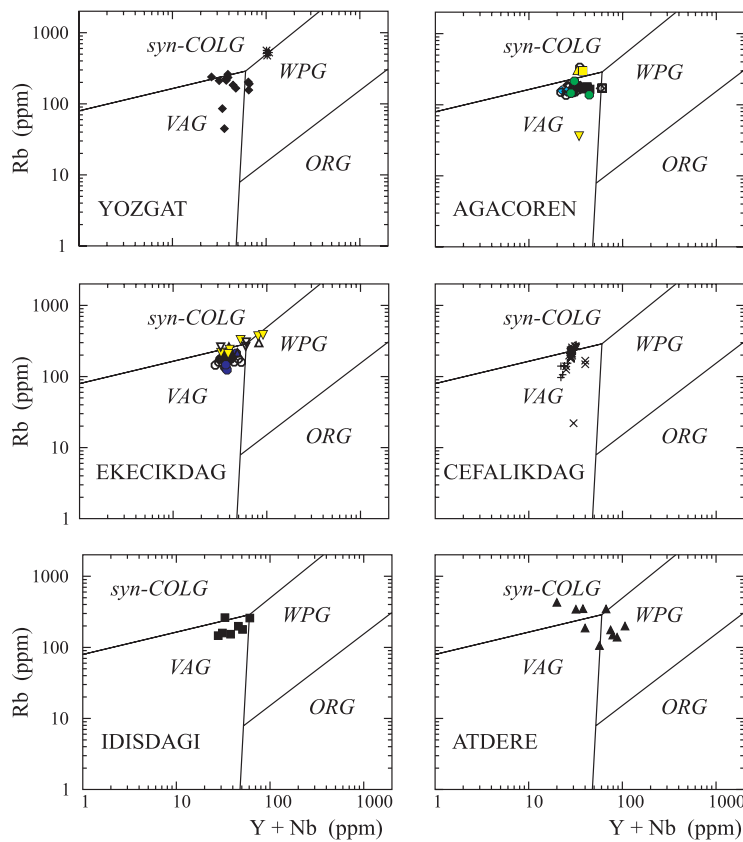 1000
100
10
1
Rb (ppm)
syn-COLG
WPG
VAG
ORG
YOZGAT
1000
100
10
1
syn-COLG
WPG
VAG
ORG
AGACOREN
1000
100
10
1
Rb (ppm)
syn-COLG
WPG
VAG
ORG
EKECIKDAG
1000
100
10
1
syn-COLG
WPG
VAG
ORG
CEFALIKDAG
1000
100
10
1
Rb (ppm)
syn-COLG
WPG
VAG
ORG
IDISDAGI
1 10 100 1000
Y + Nb (ppm)
1000
100
10
1
syn-COLG
WPG
VAG
ORG
ATDERE
1 10 100 1000
Y + Nb (ppm)